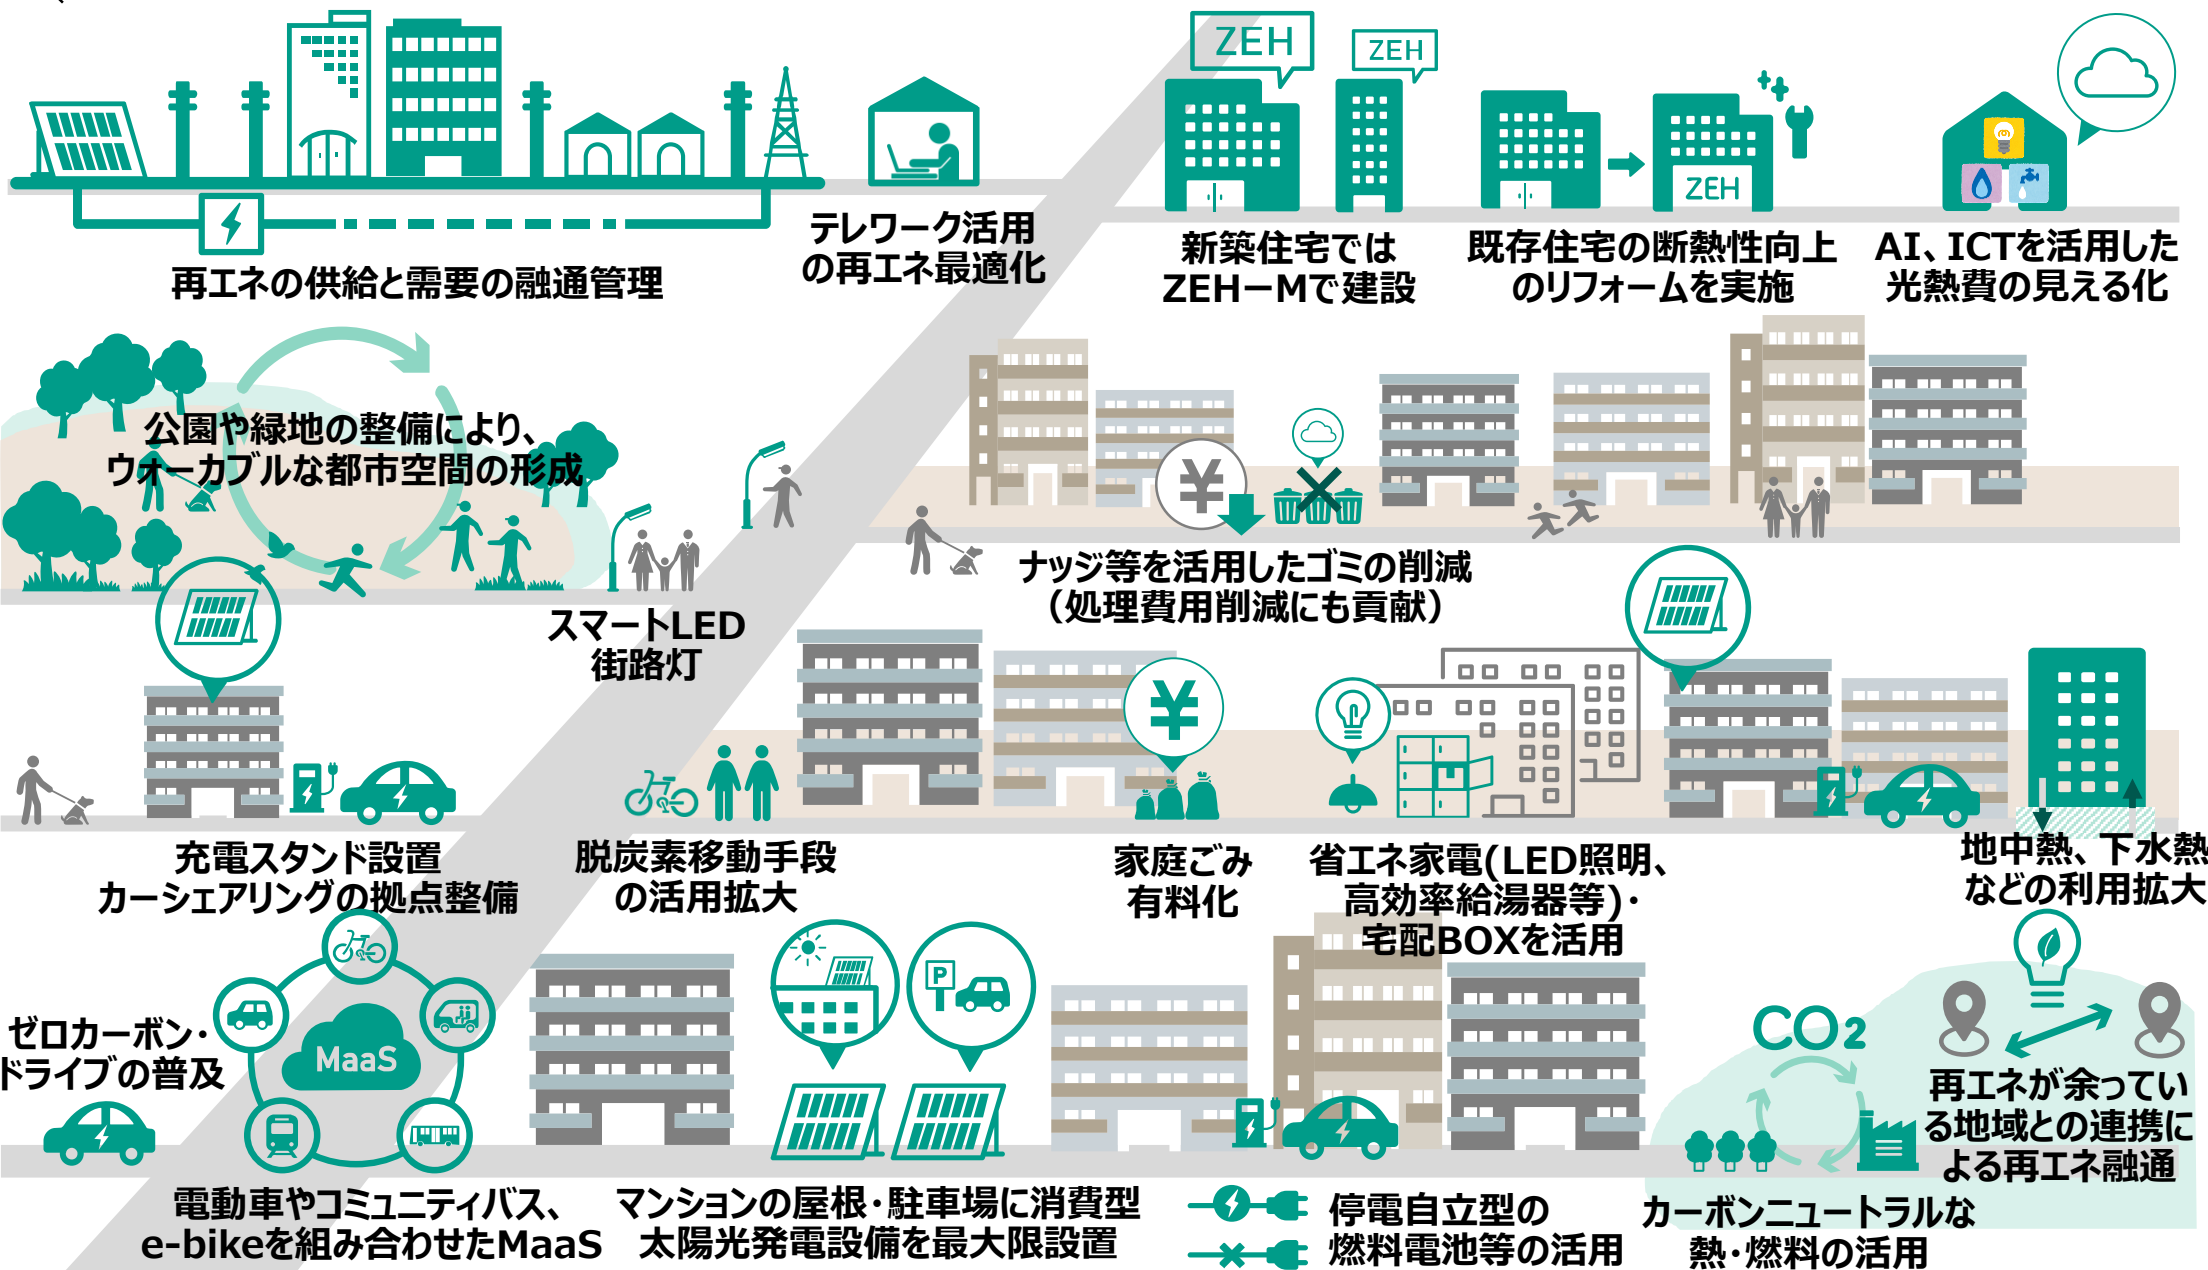 ZEH
ZEH
ZEH
テレワーク活用
の再エネ最適化
再エネの供給と需要の融通管理
新築住宅では
ZEHーMで建設
既存住宅の断熱性向上
のリフォームを実施
AI、ICTを活用した
光熱費の見える化
公園や緑地の整備により、
ウォーカブルな都市空間の形成
¥
ナッジ等を活用したゴミの削減
（処理費用削減にも貢献）
スマートLED
街路灯
¥
充電スタンド設置
カーシェアリングの拠点整備
脱炭素移動手段
の活用拡大
家庭ごみ
有料化
省エネ家電(LED照明、
高効率給湯器等)・
宅配BOXを活用
地中熱、下水熱
などの利用拡大
ゼロカーボン・
ドライブの普及
MaaS
P
CO2
再エネが余ってい
る地域との連携に
よる再エネ融通
電動車やコミュニティバス、
e-bikeを組み合わせたMaaS
マンションの屋根・駐車場に消費型
太陽光発電設備を最大限設置
停電自立型の
燃料電池等の活用
カーボンニュートラルな
熱・燃料の活用